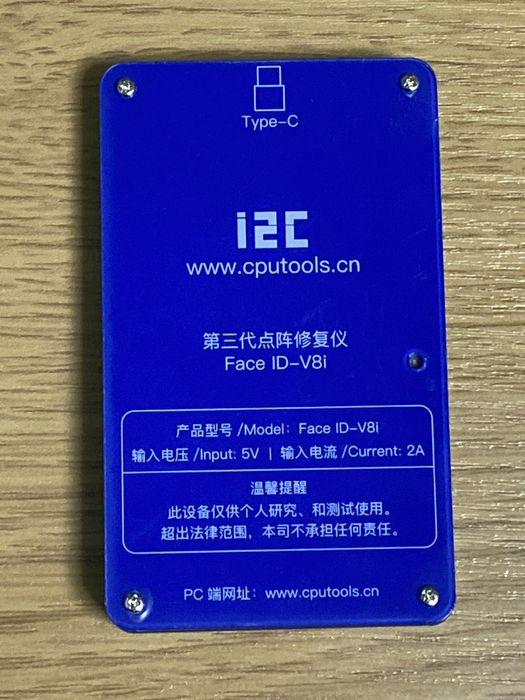 Type-C
i2C
www.cputools.cn
第三代点阵修复仪
Face ID-V8i
产品型号 /Model: Face ID-V8i
输入电压 /Input: 5V | 输入电流 /Current: 2A
温馨提醒
此设备仅供个人研究、和测试使用。
超出法律范围，本司不承担任何责任。
PC 端网址：www.cputools.cn